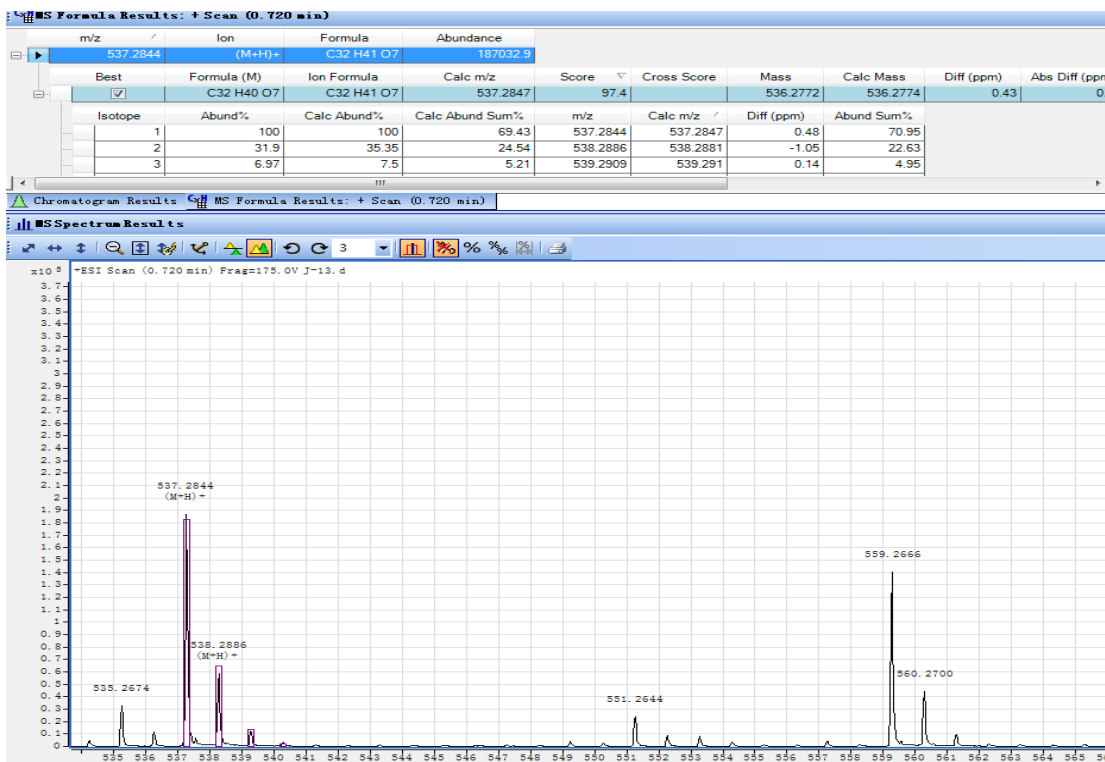 MS Formula Results: + Scan (0.720 min)
m/z Ion Formula Abundance
537.2844 (M+H)+ C32 H41 O7 187032.9
Best Formula (M) Ion Formula Calc m/z Score Cross Score Mass Calc Mass Diff (ppm) Abs Diff (ppm
C32 H40 O7 C32 H41 O7 537.2847 97.4 536.2772 536.2774 0.43 0.
Isotope Abund% Calc Abund% Calc Abund Sum% m/z Calc m/z Diff (ppm) Abund Sum%
1 100 100 69.43 537.2844 537.2847 0.48 70.95
2 31.9 35.35 24.54 538.2886 538.2881 -1.05 22.63
3 6.97 7.5 5.21 539.2909 539.291 0.14 4.95
Chromatogram Results MS Formula Results: + Scan (0.720 min)
MS Spectrum Results
3 % %
x10 5 +ESI Scan (0.720 min) Frag=175.0V J-13.d
3.7
3.6
3.5
3.4
3.3
3.2
3.1
3
2.9
2.8
2.7
2.6
2.5
2.4
2.3
2.2
2.1
2
1.9
1.8
1.7
1.6
1.5
1.4
1.3
1.2
1.1
1
0.9
0.8
0.7
0.6
0.5
0.4
0.3
0.2
0.1
0
537.2844
(M+H)+
559.2666
538.2886
(M+H)+
560.2700
535.2674
551.2644
535 536 537 538 539 540 541 542 543 544 545 546 547 548 549 550 551 552 553 554 555 556 557 558 559 560 561 562 563 564 565 56